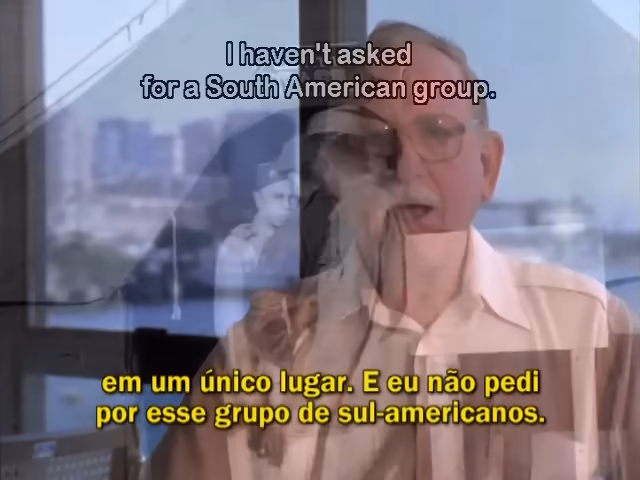 I haven't asked
for a South American group.
em um único lugar. E eu não pedi
por esse grupo de sul-americanos.